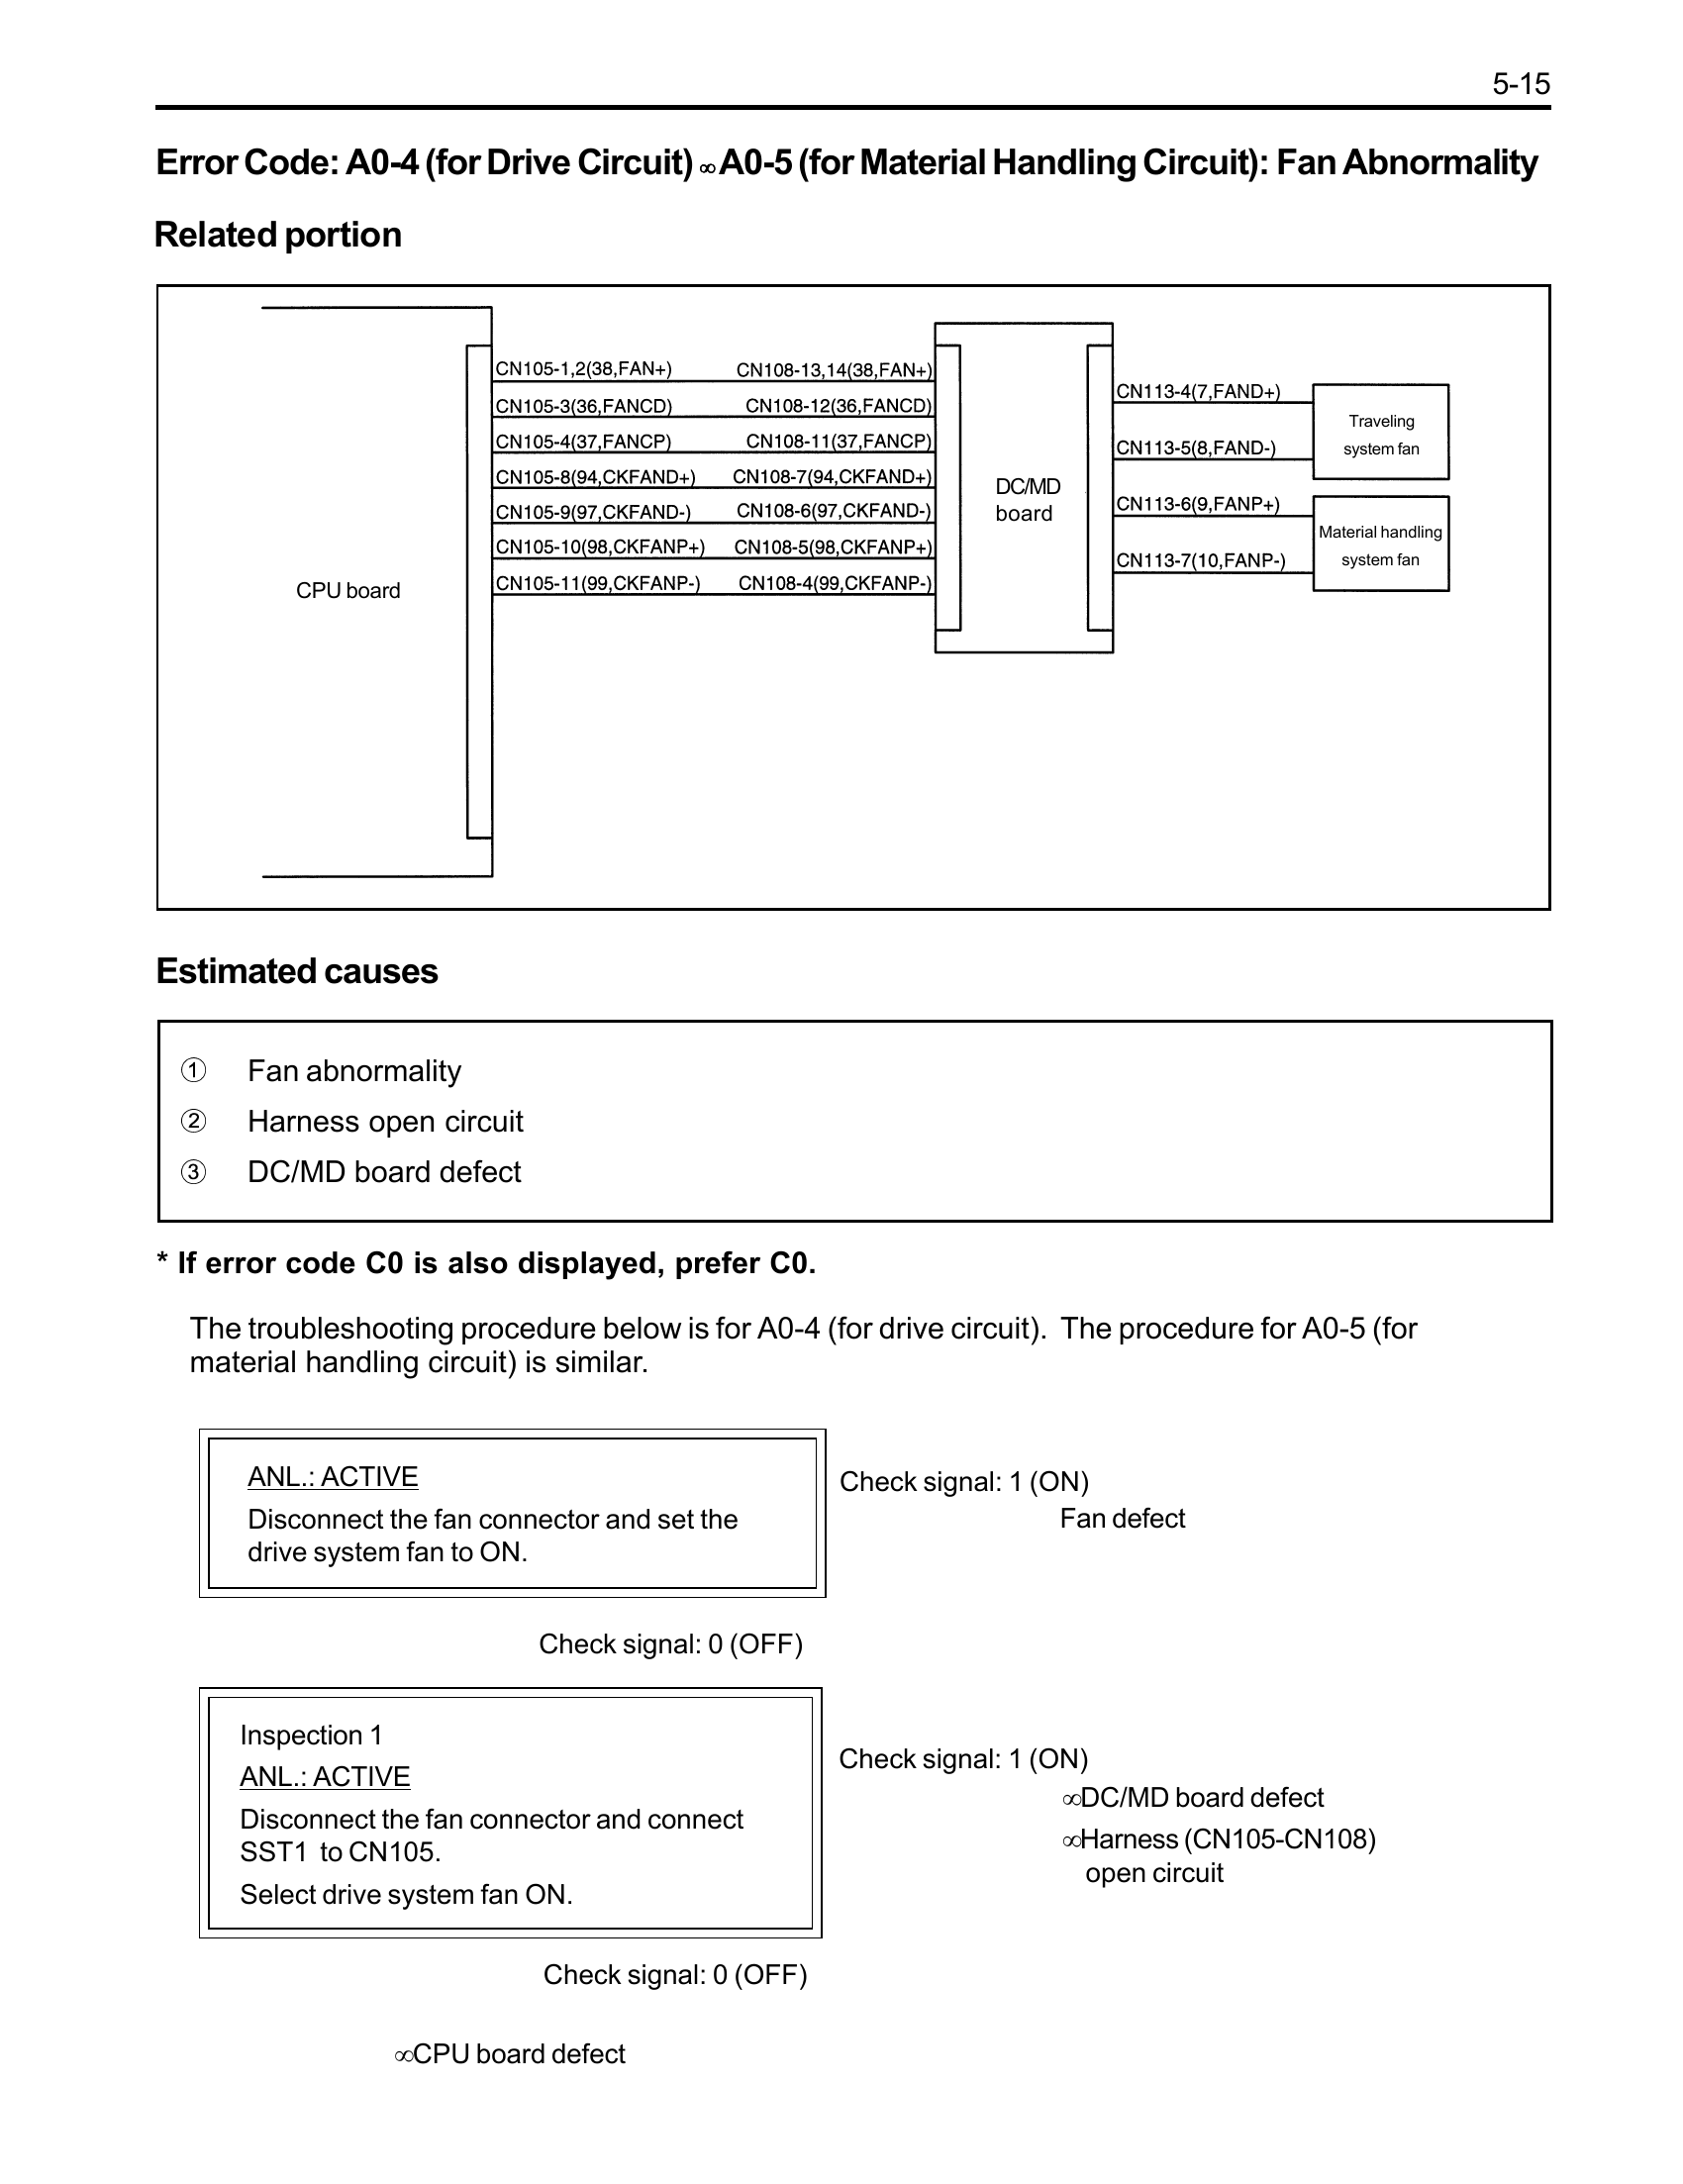 5-15
Error Code: A0-4 (for Drive Circuit) ∞ A0-5 (for Material Handling Circuit): Fan Abnormality
Related portion
CN105-1,2(38,FAN+) CN108-13,14(38,FAN+)
CN105-3(36,FANCD) CN108-12(36,FANCD)
CN105-4(37,FANCP) CN108-11(37,FANCP)
CN105-8(94,CKFAND+) CN108-7(94,CKFAND+)
CN105-9(97,CKFAND-) CN108-6(97,CKFAND-)
CN105-10(98,CKFANP+) CN108-5(98,CKFANP+)
CN105-11(99,CKFANP-) CN108-4(99,CKFANP-)
CPU board
DC/MD
board
CN113-4(7,FAND+)
CN113-5(8,FAND-)
CN113-6(9,FANP+)
CN113-7(10,FANP-)
Traveling
system fan
Material handling
system fan
Estimated causes
① Fan abnormality
② Harness open circuit
③ DC/MD board defect
* If error code C0 is also displayed, prefer C0.
The troubleshooting procedure below is for A0-4 (for drive circuit). The procedure for A0-5 (for
material handling circuit) is similar.
ANL.: ACTIVE
Disconnect the fan connector and set the
drive system fan to ON.
Check signal: 1 (ON)
Fan defect
Check signal: 0 (OFF)
Inspection 1
ANL.: ACTIVE
Disconnect the fan connector and connect
SST1 to CN105.
Select drive system fan ON.
Check signal: 1 (ON)
∞DC/MD board defect
∞Harness (CN105-CN108)
open circuit
Check signal: 0 (OFF)
∞CPU board defect